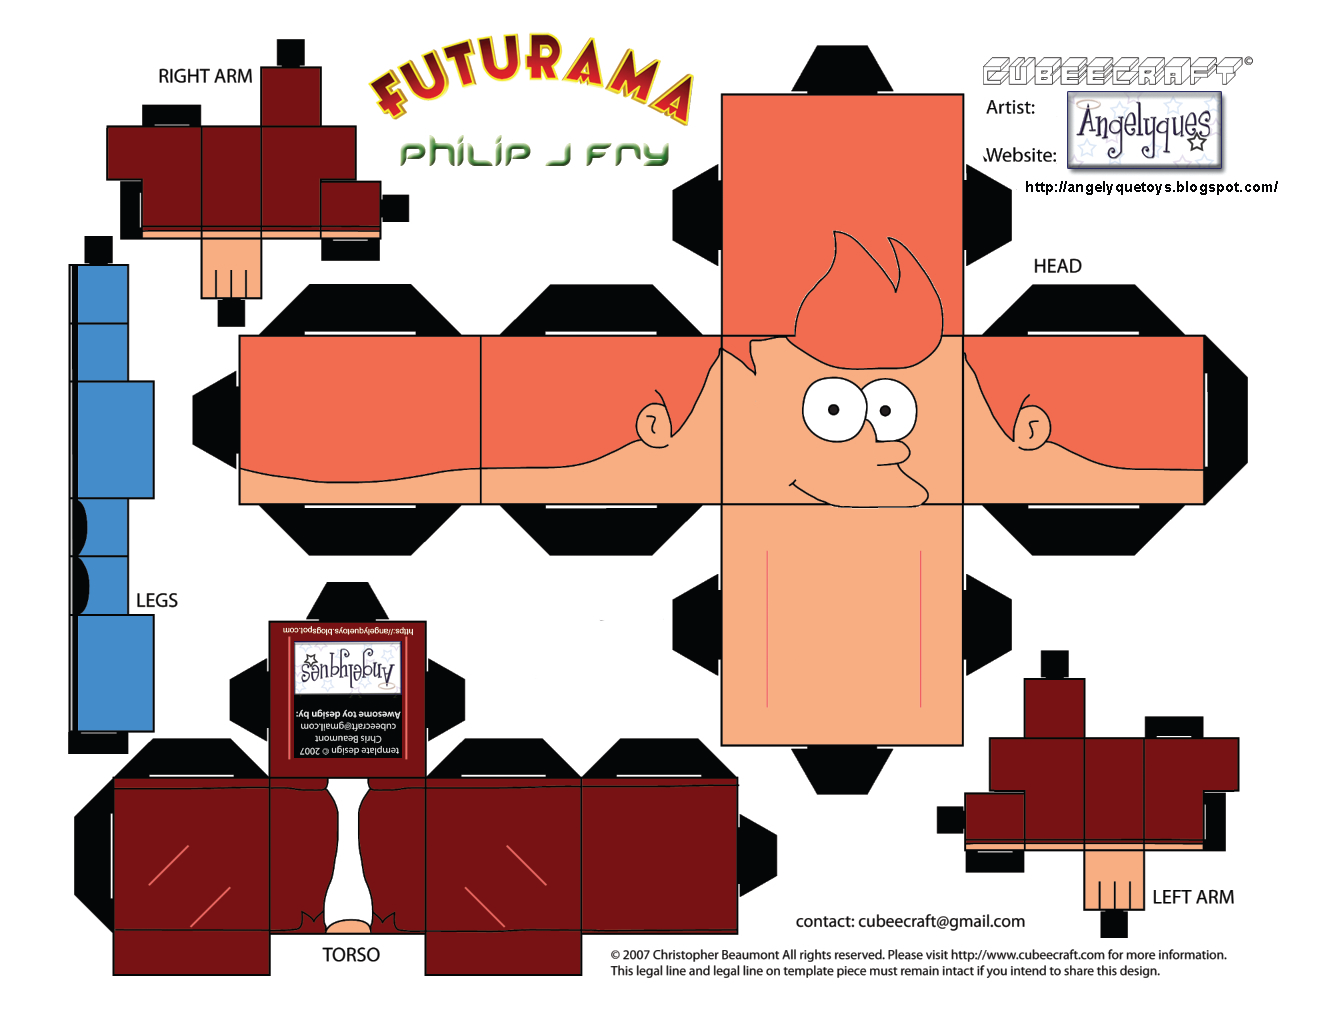 FUTURAMA
PHILIP J FRY
RIGHT ARM
CUBEECRAFT©
Artist:
Angelyques
Website:
http://angelyquetoys.blogspot.com/
HEAD
LEGS
https://angelyquetoys.blogspot.com
Angelyques
Awesome toy design by:
cubeecraft@gmail.com
Chris Beaumont
template design © 2007
TORSO
LEFT ARM
contact: cubeecraft@gmail.com
© 2007 Christopher Beaumont All rights reserved. Please visit http://www.cubeecraft.com for more information.
This legal line and legal line on template piece must remain intact if you intend to share this design.